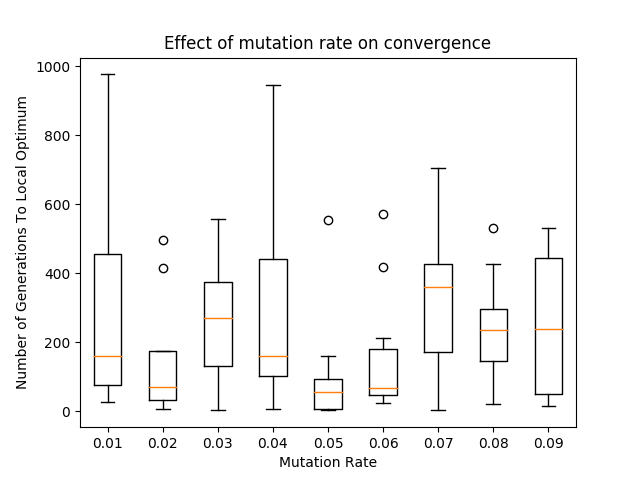 Effect of mutation rate on convergence
Number of Generations To Local Optimum
1000
800
600
400
200
0
0.01 0.02 0.03 0.04 0.05 0.06 0.07 0.08 0.09
Mutation Rate